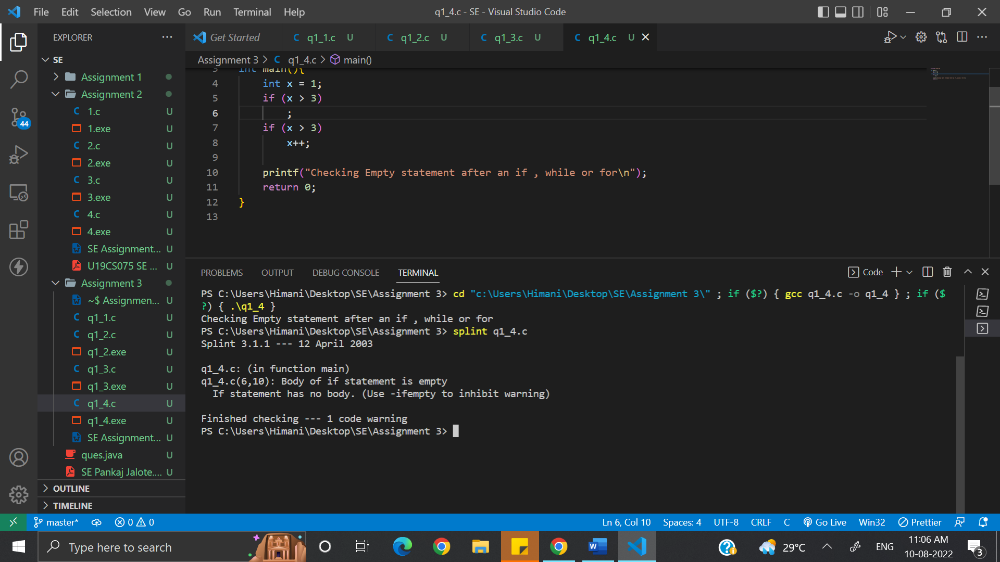 File Edit Selection View Go Run Terminal Help
q1_4.c - SE - Visual Studio Code
EXPLORER
Get Started
C q1_1.c U
C q1_2.c U
C q1_3.c U
C q1_4.c U
SE
Assignment 3 > C q1_4.c > main()
Assignment 1
Assignment 2
C 1.c U
1.exe U
C 2.c U
2.exe U
C 3.c U
3.exe U
C 4.c U
4.exe U
SE Assignment... U
U19CS075 SE ... U
Assignment 3
~$ Assignmen... U
C q1_1.c U
C q1_2.c U
q1_2.exe U
C q1_3.c U
q1_3.exe U
C q1_4.c U
q1_4.exe U
SE Assignment... U
ques.java U
SE Pankaj Jalote.... U
OUTLINE
TIMELINE
44
3 int main(){
4 int x = 1;
5 if (x > 3)
6 ;
7 if (x > 3)
8 x++;
9
10 printf("Checking Empty statement after an if , while or for\n");
11 return 0;
12 }
13
PROBLEMS OUTPUT DEBUG CONSOLE TERMINAL
Code
PS C:\Users\Himani\Desktop\SE\Assignment 3> cd "c:\Users\Himani\Desktop\SE\Assignment 3\" ; if ($?) { gcc q1_4.c -o q1_4 } ; if ($
?) { .\q1_4 }
Checking Empty statement after an if , while or for
PS C:\Users\Himani\Desktop\SE\Assignment 3> splint q1_4.c
Splint 3.1.1 --- 12 April 2003
q1_4.c: (in function main)
q1_4.c(6,10): Body of if statement is empty
If statement has no body. (Use -ifempty to inhibit warning)
Finished checking --- 1 code warning
PS C:\Users\Himani\Desktop\SE\Assignment 3>
master* 0 0
Ln 6, Col 10 Spaces: 4 UTF-8 CRLF C Go Live Win32 Prettier
Type here to search
29°C
ENG
11:06 AM
10-08-2022
3